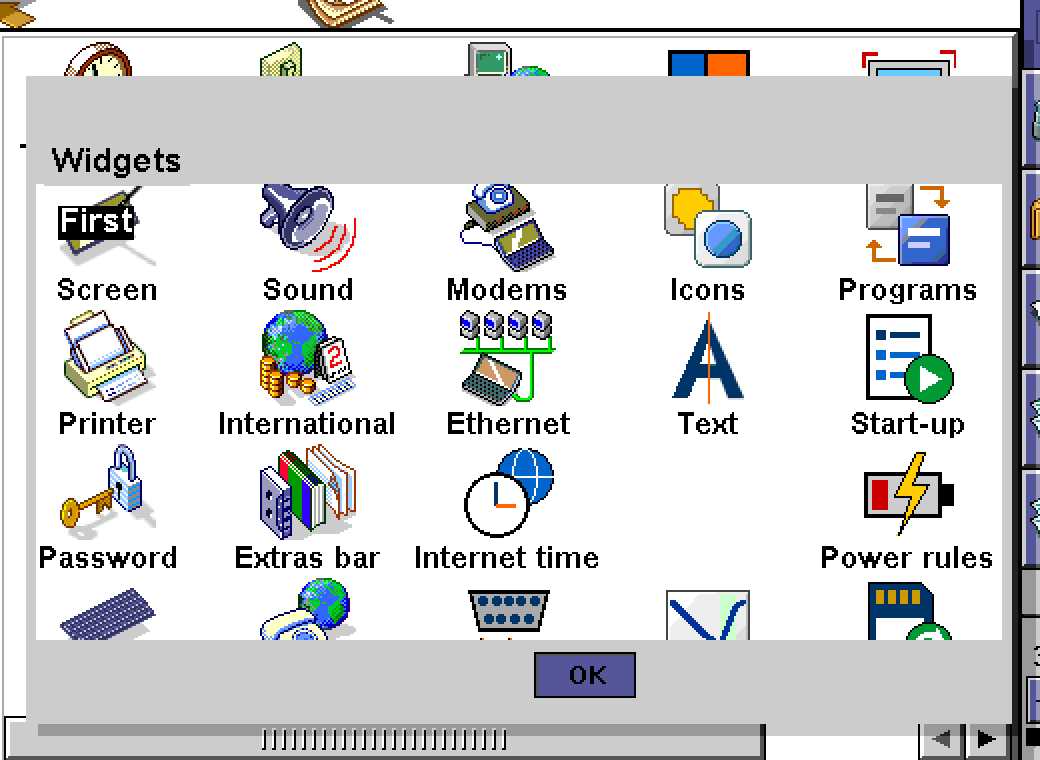 Widgets
First
Screen Sound Modems Icons Programs
2
Printer International Ethernet Text Start-up
Password Extras bar Internet time Power rules
OK